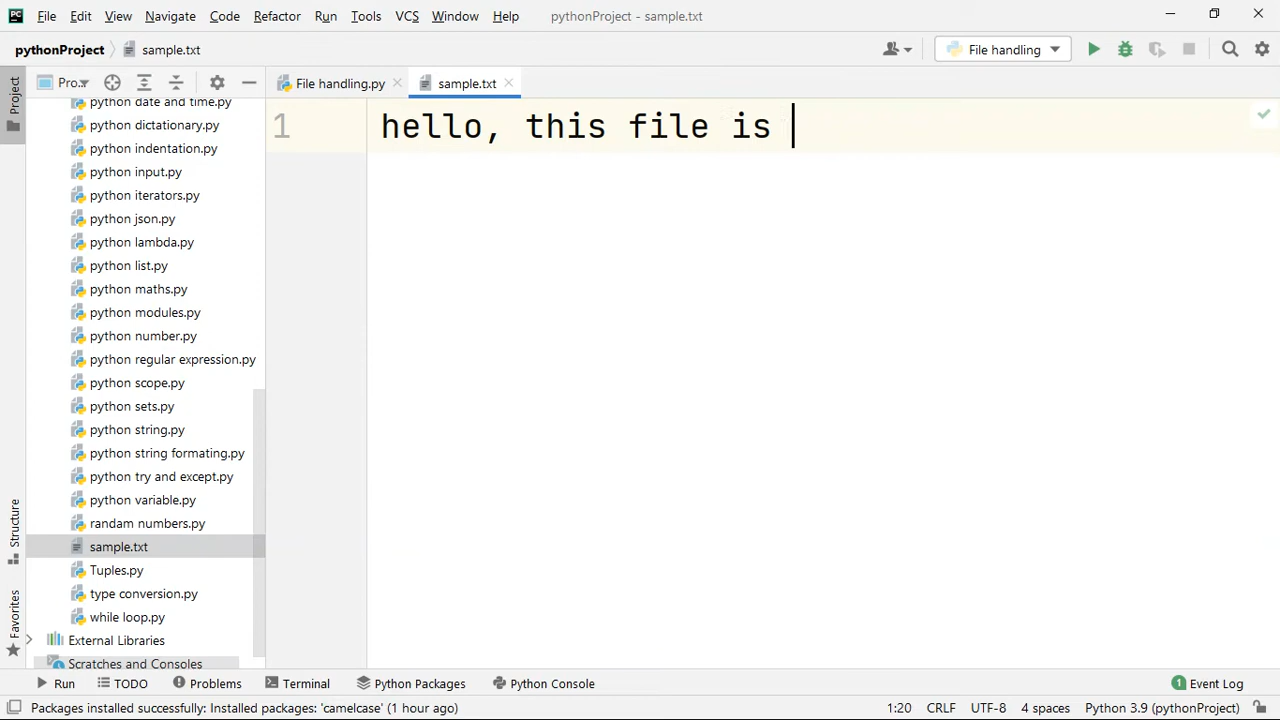 PC File Edit View Navigate Code Refactor Run Tools VCS Window Help pythonProject - sample.txt
pythonProject sample.txt File handling
Project Pro... File handling.py sample.txt
python date and time.py
python dictationary.py
python indentation.py
python input.py
python iterators.py
python json.py
python lambda.py
python list.py
python maths.py
python modules.py
python number.py
python regular expression.py
python scope.py
python sets.py
python string.py
python string formating.py
python try and except.py
python variable.py
randam numbers.py
sample.txt
Tuples.py
type conversion.py
while loop.py
External Libraries
Scratches and Consoles
1 hello, this file is
Structure
Favorites
Run TODO Problems Terminal Python Packages Python Console 1 Event Log
Packages installed successfully: Installed packages: 'camelcase' (1 hour ago) 1:20 CRLF UTF-8 4 spaces Python 3.9 (pythonProject)